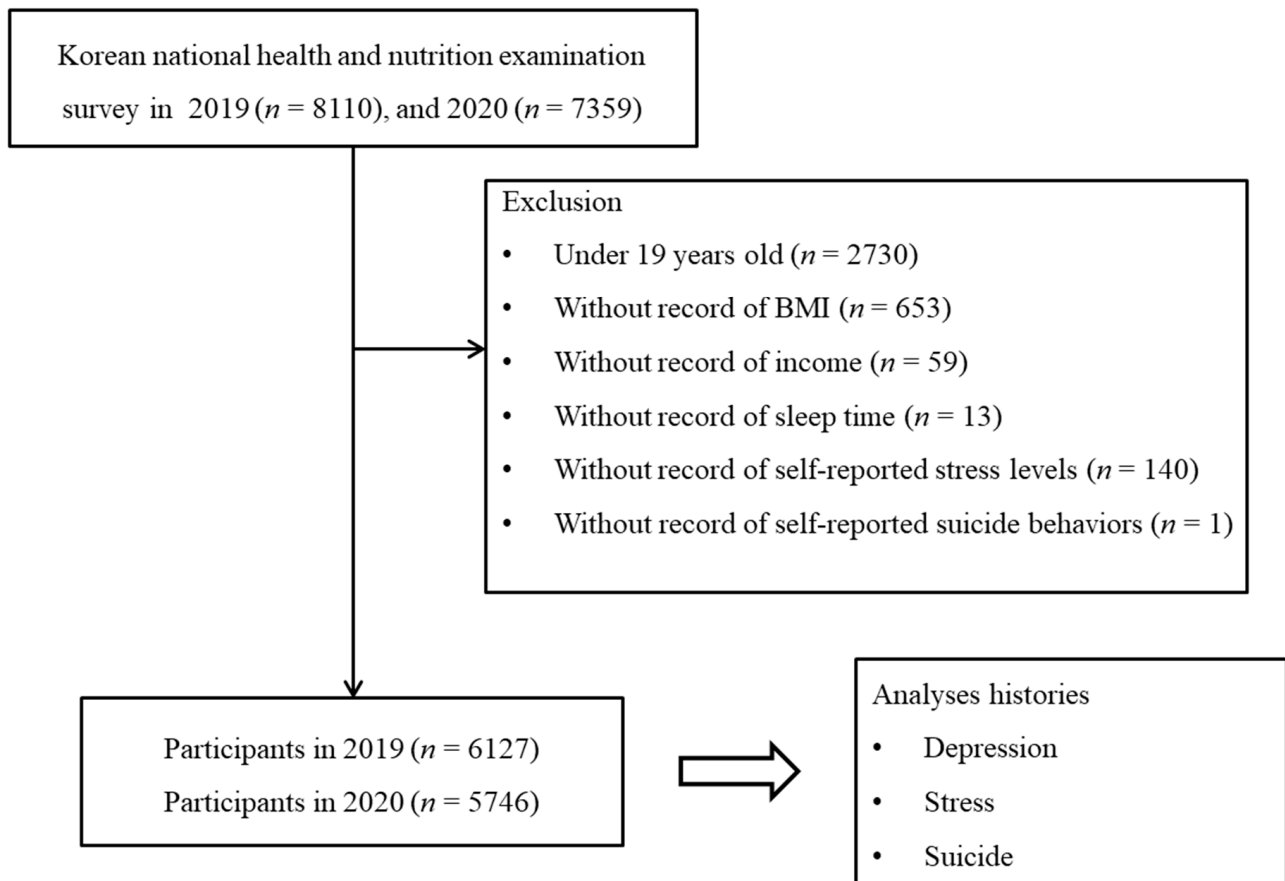 Korean national health and nutrition examination
survey in 2019 (n = 8110), and 2020 (n = 7359)
Exclusion
• Under 19 years old (n = 2730)
• Without record of BMI (n = 653)
• Without record of income (n = 59)
• Without record of sleep time (n = 13)
• Without record of self-reported stress levels (n = 140)
• Without record of self-reported suicide behaviors (n = 1)
Participants in 2019 (n = 6127)
Participants in 2020 (n = 5746)
Analyses histories
• Depression
• Stress
• Suicide